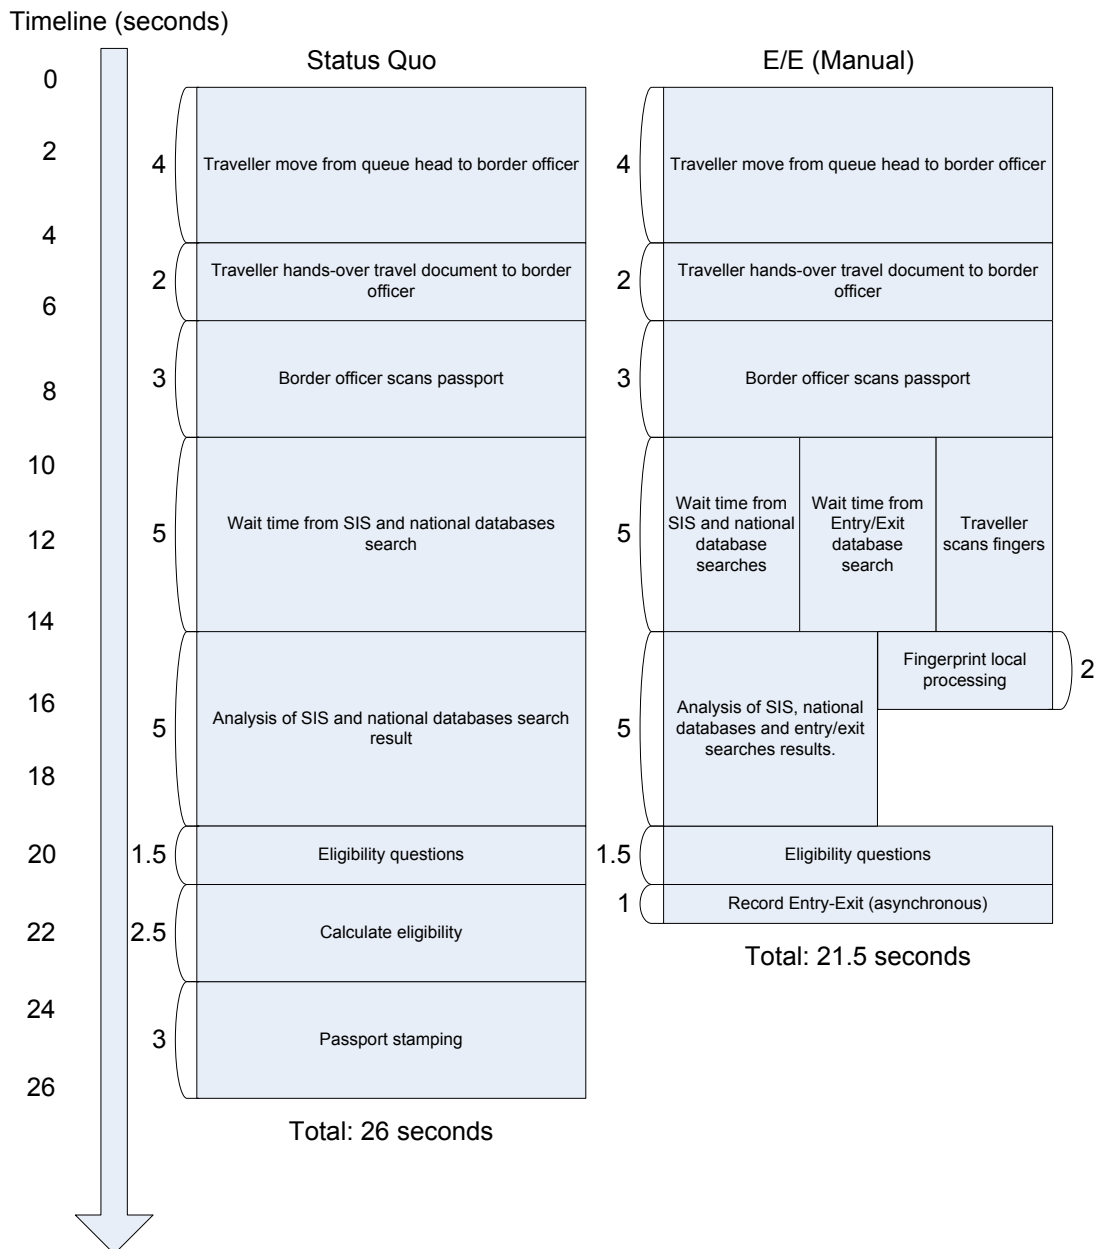 Timeline (seconds)
Status Quo
E/E (Manual)
0
2
4
6
8
10
12
14
16
18
20
22
24
26
4
Traveller move from queue head to border officer
2
Traveller hands-over travel document to border
officer
3
Border officer scans passport
5
Wait time from SIS and national databases
search
5
Analysis of SIS and national databases search
result
1.5
Eligibility questions
2.5
Calculate eligibility
3
Passport stamping
Total: 26 seconds
4
Traveller move from queue head to border officer
2
Traveller hands-over travel document to border
officer
3
Border officer scans passport
5
Wait time from
SIS and national
database
searches
Wait time from
Entry/Exit
database
search
Traveller
scans fingers
5
Analysis of SIS, national
databases and entry/exit
searches results.
Fingerprint local
processing
2
1.5
Eligibility questions
1
Record Entry-Exit (asynchronous)
Total: 21.5 seconds